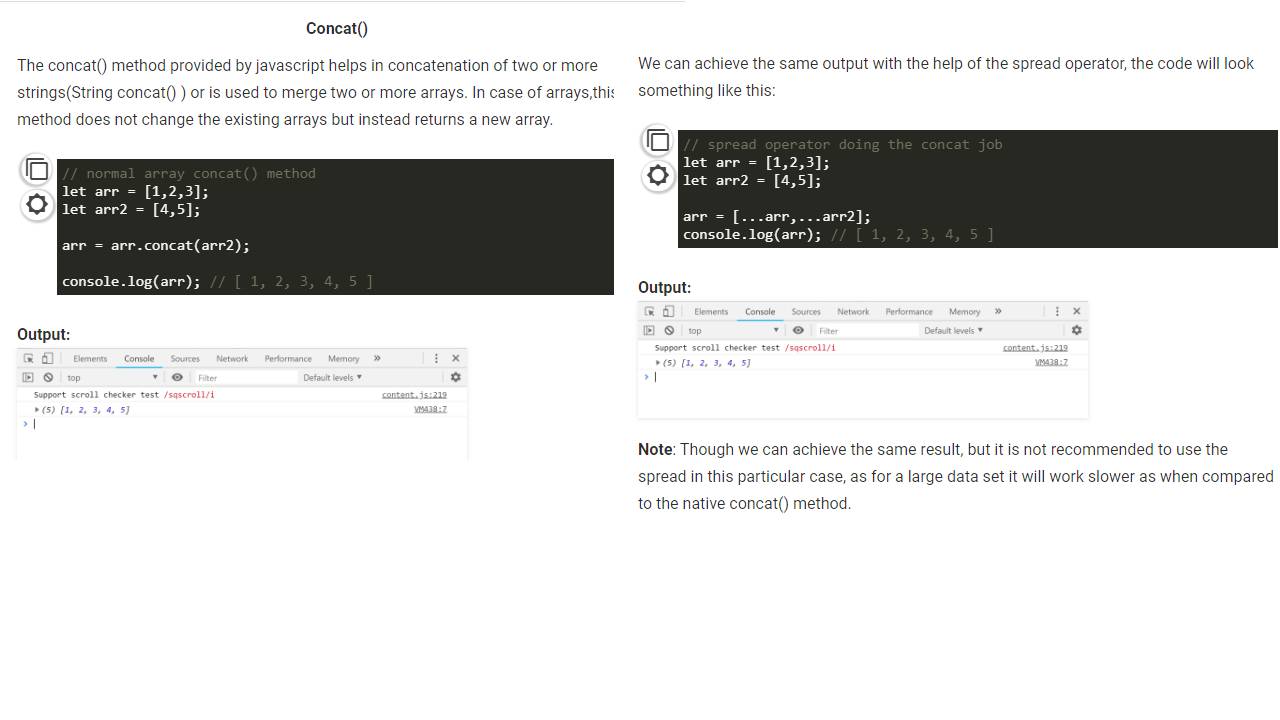 Concat()
The concat() method provided by javascript helps in concatenation of two or more
strings(String concat() ) or is used to merge two or more arrays. In case of arrays,this
method does not change the existing arrays but instead returns a new array.
// normal array concat() method
let arr = [1,2,3];
let arr2 = [4,5];
arr = arr.concat(arr2);
console.log(arr); // [ 1, 2, 3, 4, 5 ]
Output:
Elements Console Sources Network Performance Memory »
top Filter Default levels
Support scroll checker test /sqscroll/i content.js:219
(5) [1, 2, 3, 4, 5] VM438:7
We can achieve the same output with the help of the spread operator, the code will look
something like this:
// spread operator doing the concat job
let arr = [1,2,3];
let arr2 = [4,5];
arr = [...arr,...arr2];
console.log(arr); // [ 1, 2, 3, 4, 5 ]
Output:
Elements Console Sources Network Performance Memory »
top Filter Default levels
Support scroll checker test /sqscroll/i content.js:219
(5) [1, 2, 3, 4, 5] VM438:7
Note: Though we can achieve the same result, but it is not recommended to use the
spread in this particular case, as for a large data set it will work slower as when compared
to the native concat() method.